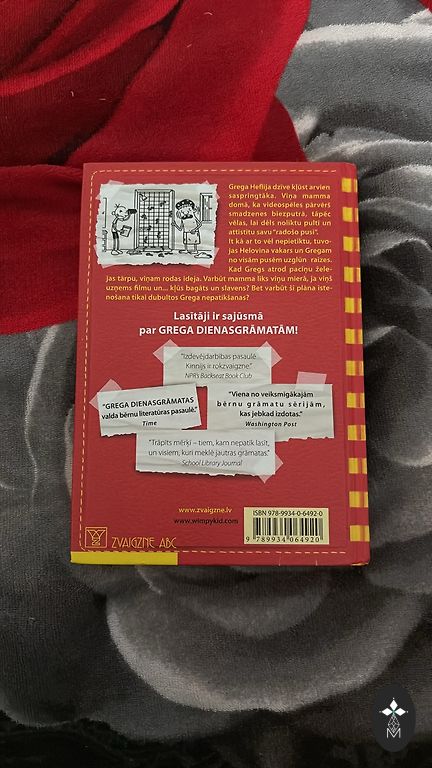 Grega Heflija dzīve kļūst arvien
saspringtāka. Viņa mamma
domā, ka videospēles pārvērš
smadzenes biezputrā, tāpēc
vēlas, lai dēls noliktu pulti un
attīstītu savu "radošo pusi".
It kā ar to vēl nepietiktu, tuvo-
jas Helovīna vakars un Gregam
no visām pusēm uzglūn raizes.
Kad Gregs atrod paciņu žele-
jas tārpu, viņam rodas ideja. Varbūt mamma liks viņu mierā, ja viņš
uzņems filmu un... kļūs bagāts un slavens? Bet varbūt šī plāna īste-
nošana tikai dubultos Grega nepatikšanas?
Lasītāji ir sajūsmā
par GREGA DIENASGRĀMATĀM!
"Izdevējdarbības pasaulē
Kinnijs ir rokzvaigzne."
NPR's Backseat Book Club
"GREGA DIENASGRĀMATAS
valda bērnu literatūras pasaulē."
Time
"Viena no veiksmīgākajām
bērnu grāmatu sērijām,
kas jebkad izdotas."
Washington Post
"Trāpīts mērķī – tiem, kam nepatīk lasīt,
un visiem, kuri meklē jautras grāmatas."
School Library Journal
www.zvaigzne.lv
www.wimpykid.com
ISBN 978-9934-0-6492-0
9 789934 064920
ZVAIGZNE ABC
M